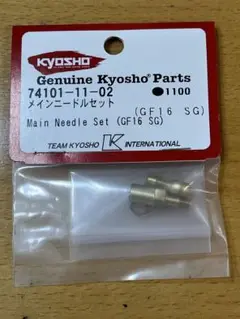 KYOSHO
Genuine Kyosho® Parts
74101-11-02 ●1100
メインニードルセット
(GF16 SG)
Main Needle Set (GF16 SG)
TEAM KYOSHO K INTERNATIONAL